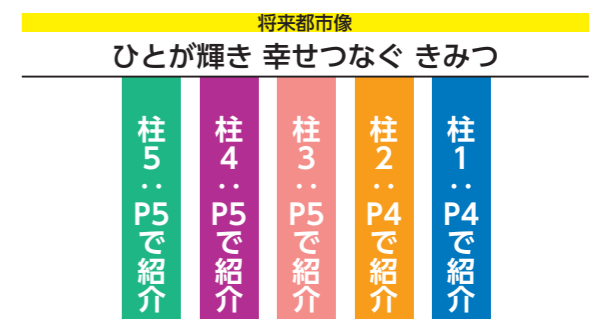 将来都市像
ひとが輝き 幸せつなぐ きみつ
柱1：P4で紹介
柱2：P4で紹介
柱3：P5で紹介
柱4：P5で紹介
柱5：P5で紹介